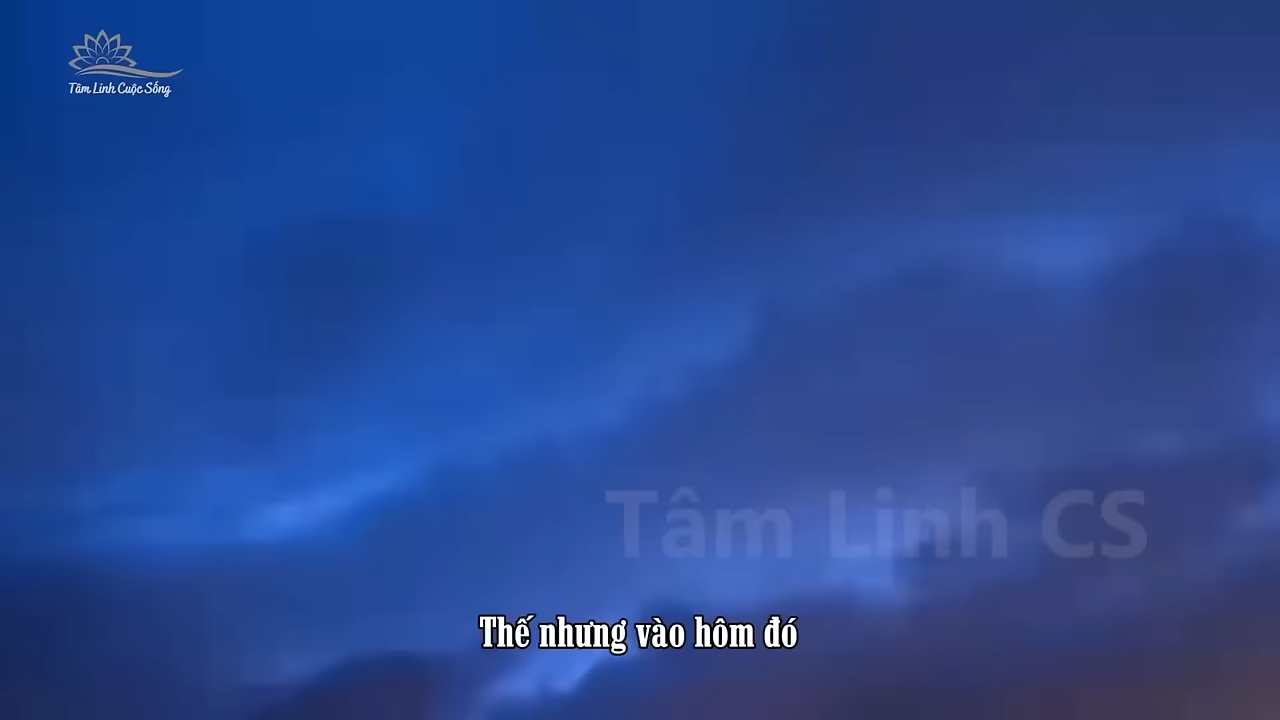 Tâm Linh Cuộc Sống
Tâm Linh CS
Thế nhưng vào hôm đó